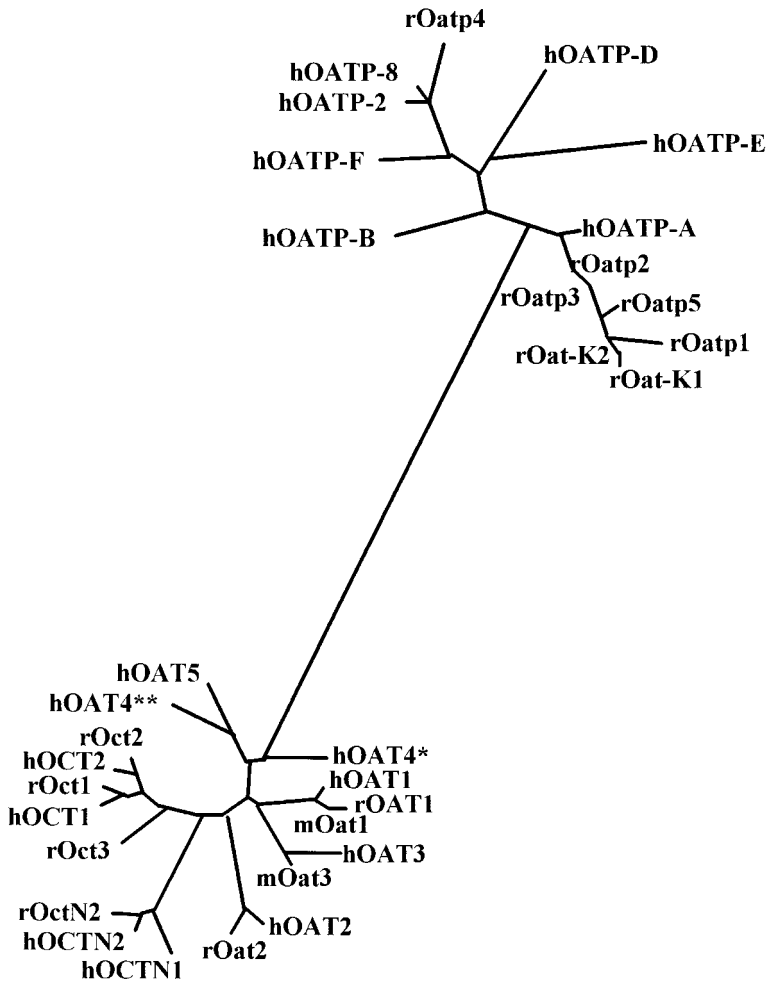 rOatp4
hOATP-D
hOATP-8
hOATP-2
hOATP-E
hOATP-F
hOATP-A
hOATP-B
rOatp2
rOatp3
rOatp5
rOatp1
rOat-K2
rOat-K1
hOAT5
hOAT4**
rOct2
hOAT4*
hOCT2
hOAT1
rOct1
rOAT1
hOCT1
mOat1
rOct3
hOAT3
mOat3
rOctN2
hOAT2
hOCTN2
rOat2
hOCTN1